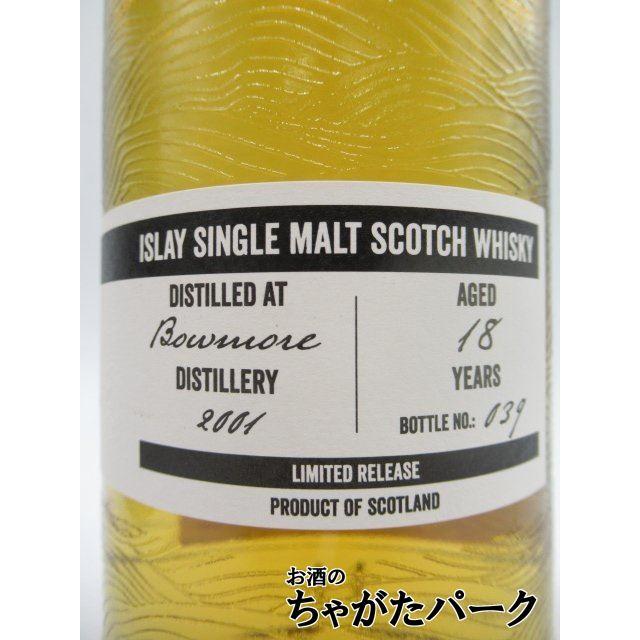 ISLAY SINGLE MALT SCOTCH WHISKY
DISTILLED AT
Bowmore
DISTILLERY
2001
AGED
18
YEARS
BOTTLE NO.: 039
LIMITED RELEASE
PRODUCT OF SCOTLAND
お酒の
ちゃがたパーク